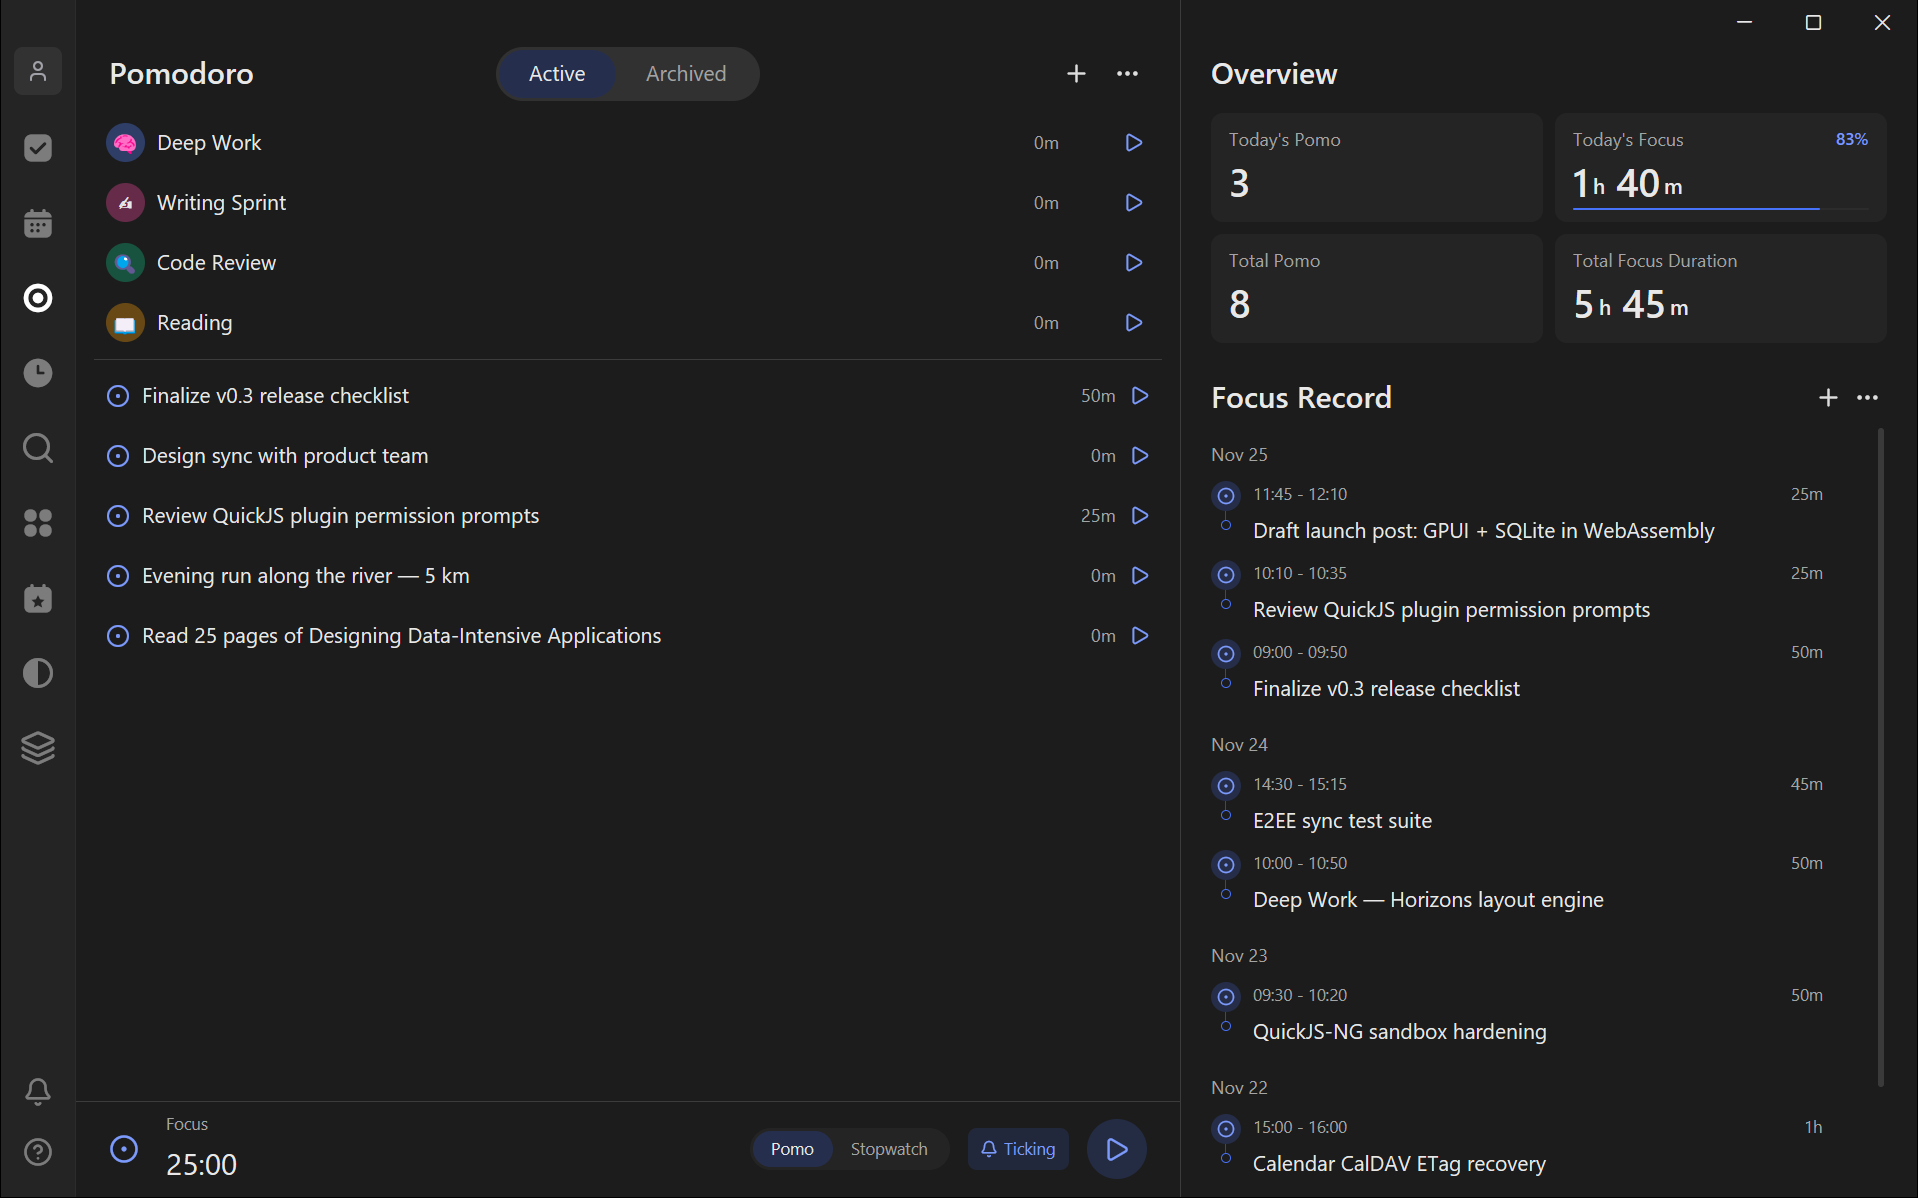 Pomodoro
Active
Archived
Deep Work
0m
Writing Sprint
0m
Code Review
0m
Reading
0m
Finalize v0.3 release checklist
50m
Design sync with product team
0m
Review QuickJS plugin permission prompts
25m
Evening run along the river — 5 km
0m
Read 25 pages of Designing Data-Intensive Applications
0m
Focus
25:00
Pomo
Stopwatch
Ticking
Overview
Today's Pomo
3
Today's Focus
83%
1h 40m
Total Pomo
8
Total Focus Duration
5h 45m
Focus Record
Nov 25
11:45 - 12:10
25m
Draft launch post: GPUI + SQLite in WebAssembly
10:10 - 10:35
25m
Review QuickJS plugin permission prompts
09:00 - 09:50
50m
Finalize v0.3 release checklist
Nov 24
14:30 - 15:15
45m
E2EE sync test suite
10:00 - 10:50
50m
Deep Work — Horizons layout engine
Nov 23
09:30 - 10:20
50m
QuickJS-NG sandbox hardening
Nov 22
15:00 - 16:00
1h
Calendar CalDAV ETag recovery